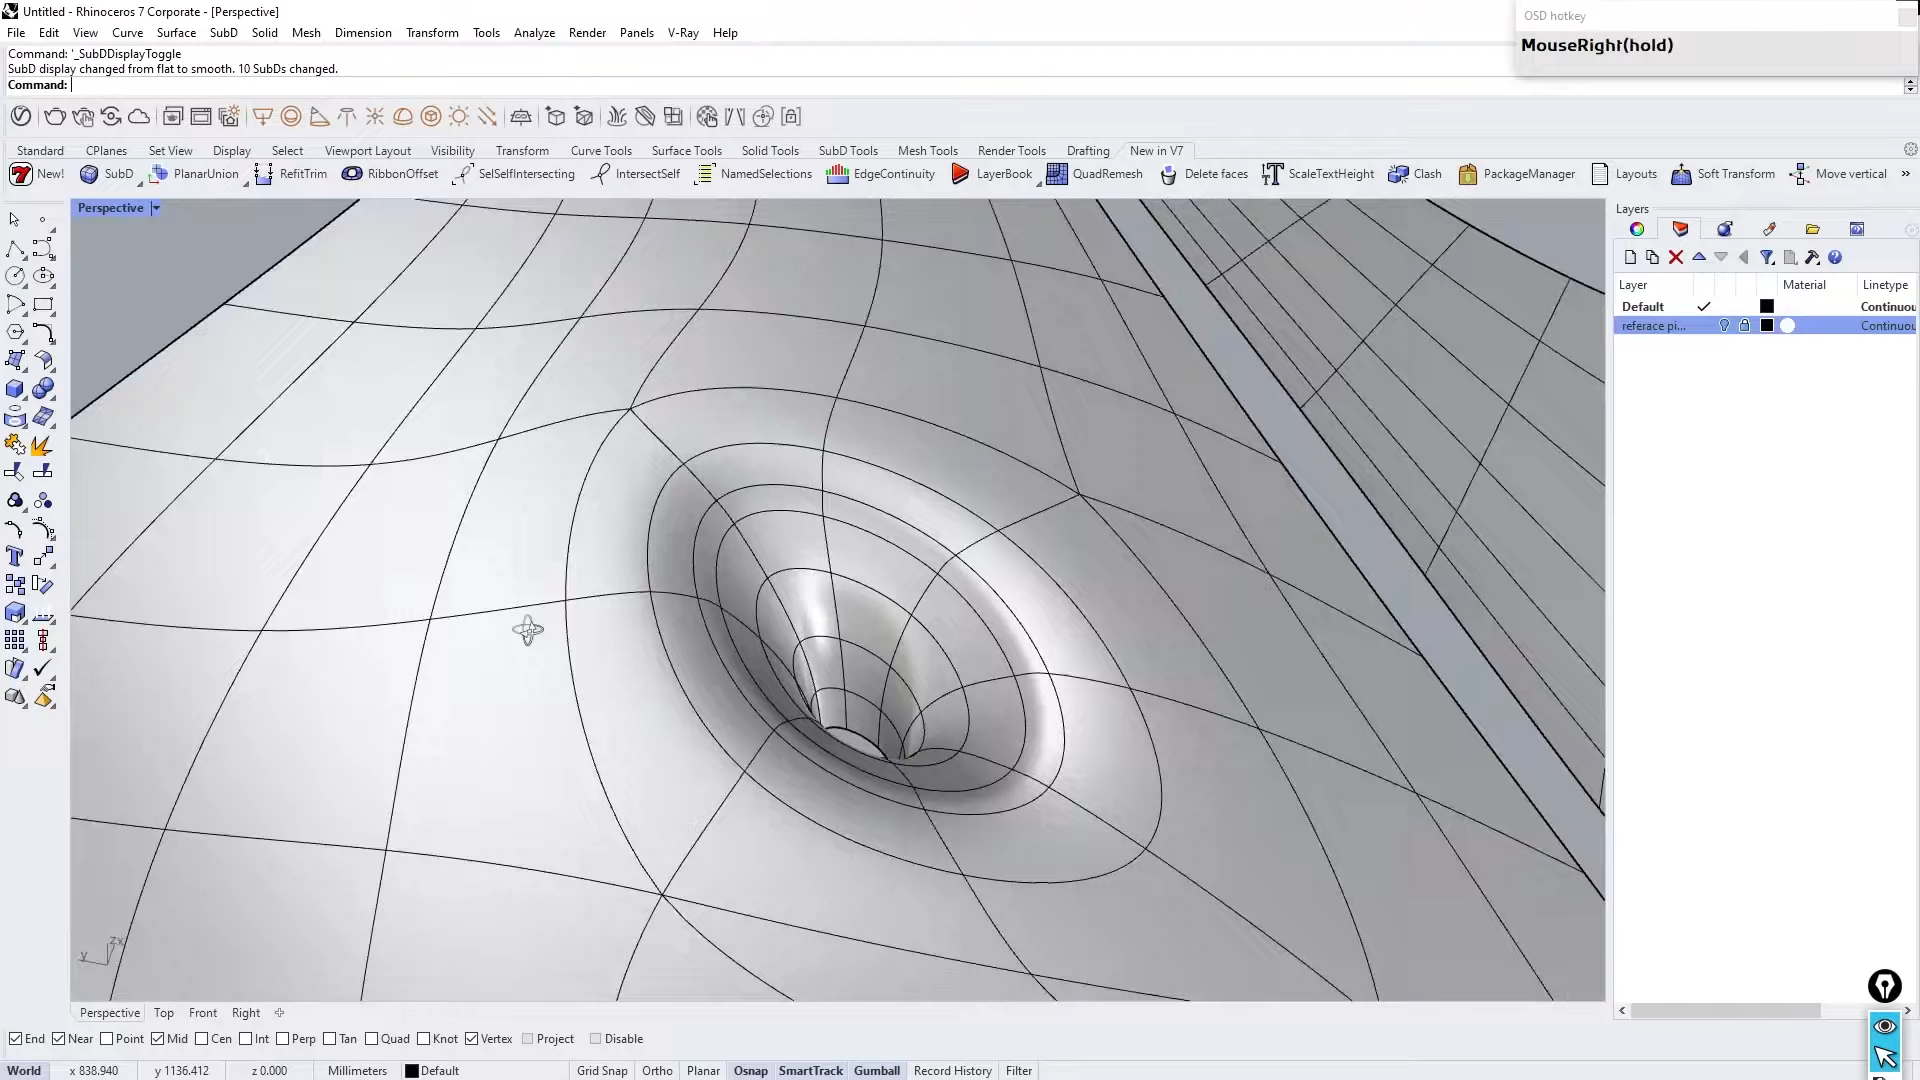 Untitled - Rhinoceros 7 Corporate - [Perspective]
OSD hotkey
MouseRight(hold)
File Edit View Curve Surface SubD Solid Mesh Dimension Transform Tools Analyze Render Panels V-Ray Help
Command: '_SubDDisplayToggle
SubD display changed from flat to smooth. 10 SubDs changed.
Command:
Standard CPlanes Set View Display Select Viewport Layout Visibility Transform Curve Tools Surface Tools Solid Tools SubD Tools Mesh Tools Render Tools Drafting New in V7
New! SubD PlanarUnion RefitTrim RibbonOffset SelSelfIntersecting IntersectSelf NamedSelections EdgeContinuity LayerBook QuadRemesh Delete faces ScaleTextHeight Clash PackageManager Layouts Soft Transform Move vertical »
Perspective
Layers
Layer Material Linetype
Default Continuou
referace pi... Continuou
y zx
Perspective Top Front Right
End Near Point Mid Cen Int Perp Tan Quad Knot Vertex Project Disable
World x 838.940 y 1136.412 z 0.000 Millimeters Default Grid Snap Ortho Planar Osnap SmartTrack Gumball Record History Filter